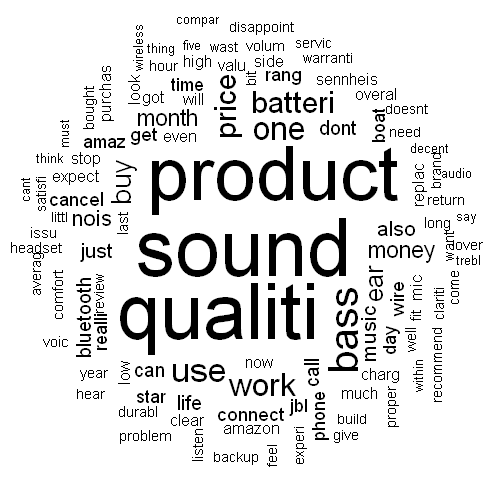 compar
disappoint
wireless
thing five wast volum servic
hour high valu side warranti
look
got time will bit rang sennheis
purchas
bought
price batteri overal
boat
doesnt
must
amaz
get
month
even
one dont
need
decent
think stop
expect
buy
product
replac
brand
audio
cant
satisfi
cancel
return
littl nois
last
say
issu
headset
just
sound
also
money
long
want
lover
trebl
averag
comfort
bluetooth
realli
review
qualiti
bass
ear
music
day
wire
mic
fit
well
come
clariti
recommend
voic
year
hear
low
can use
now
work
call
charg
within
proper
star life
much
durabl
clear
connect jbl
phone
build
problem
listen
amazon
experi
give
backup
feel